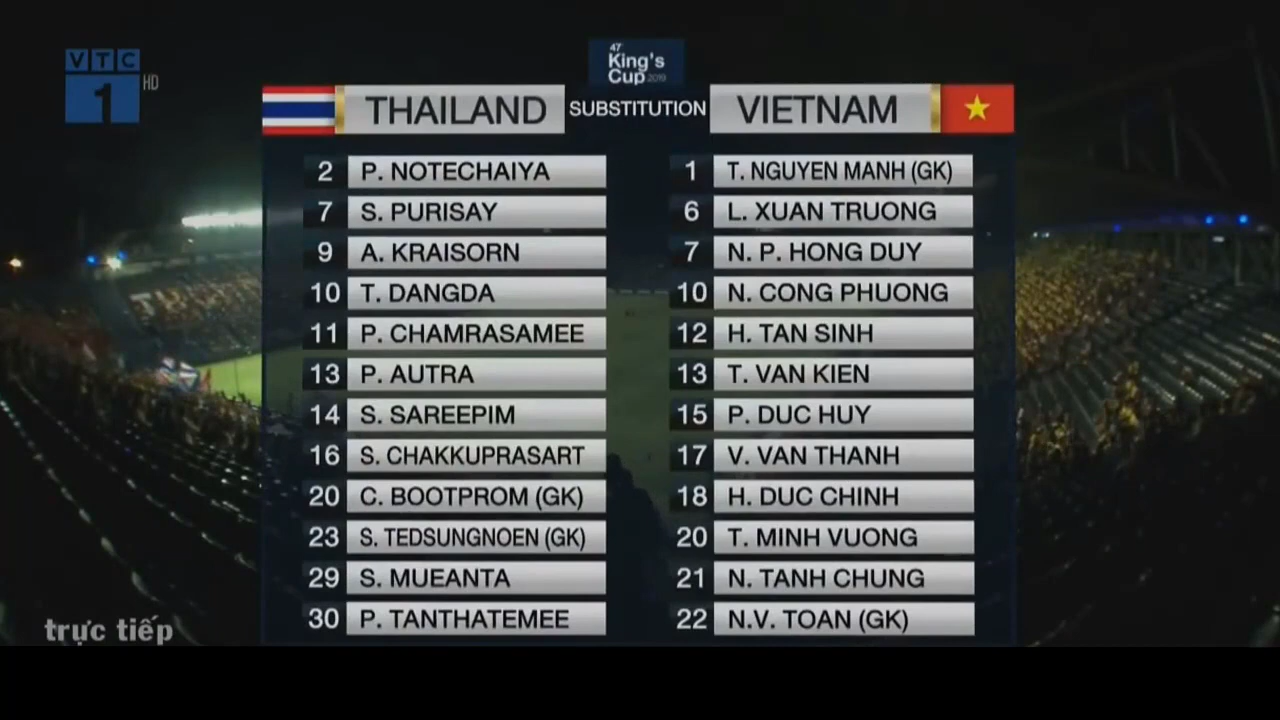 VTC
1
HD
47
King's
Cup 2019
THAILAND
SUBSTITUTION
VIETNAM
2 P. NOTECHAIYA
7 S. PURISAY
9 A. KRAISORN
10 T. DANGDA
11 P. CHAMRASAMEE
13 P. AUTRA
14 S. SAREEPIM
16 S. CHAKKUPRASART
20 C. BOOTPROM (GK)
23 S. TEDSUNGNOEN (GK)
29 S. MUEANTA
30 P. TANTHATEMEE
1 T. NGUYEN MANH (GK)
6 L. XUAN TRUONG
7 N. P. HONG DUY
10 N. CONG PHUONG
12 H. TAN SINH
13 T. VAN KIEN
15 P. DUC HUY
17 V. VAN THANH
18 H. DUC CHINH
20 T. MINH VUONG
21 N. TANH CHUNG
22 N.V. TOAN (GK)
trực tiếp